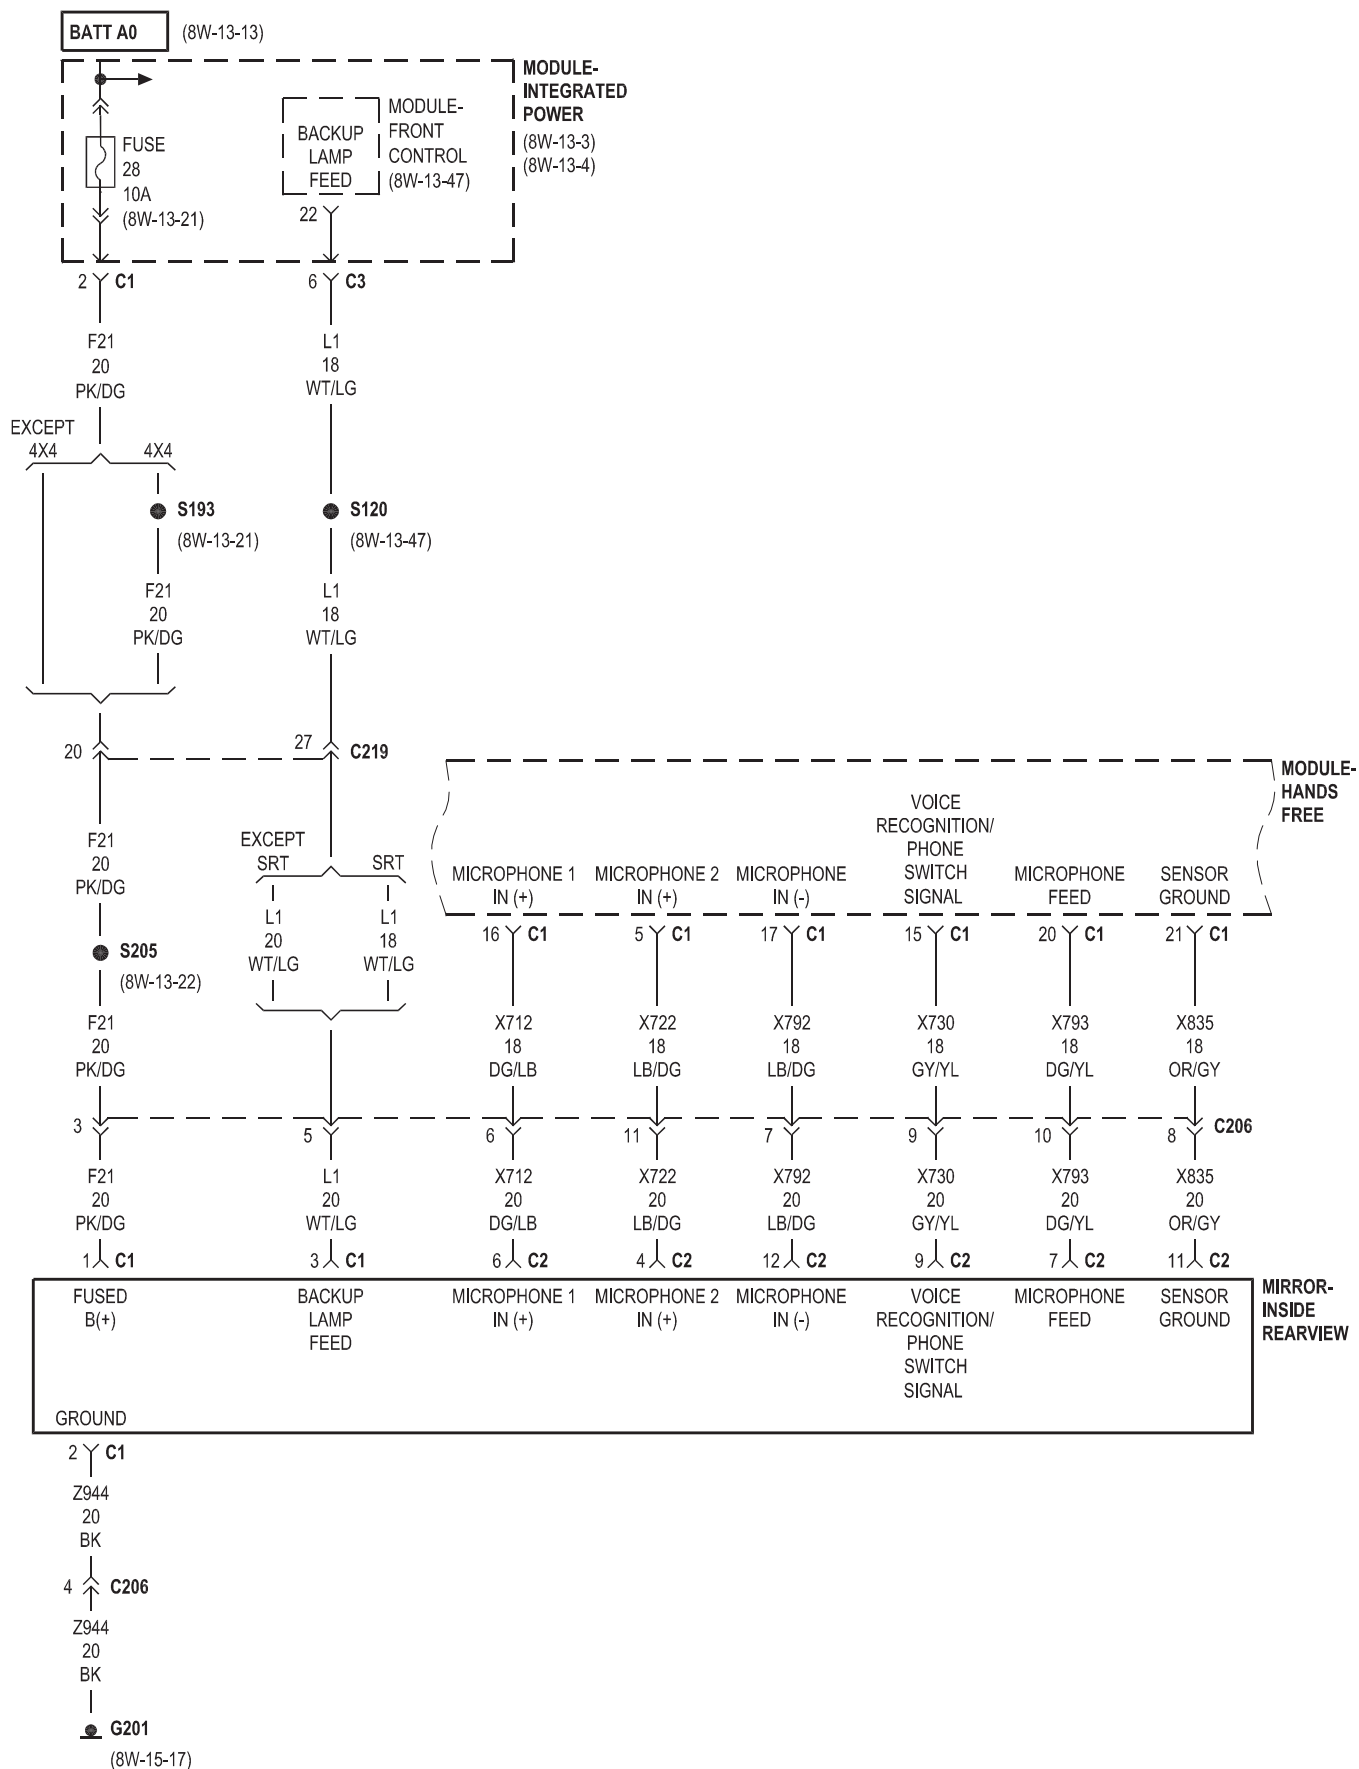 BATT A0 (8W-13-13)
MODULE-
INTEGRATED
POWER
(8W-13-3)
(8W-13-4)
FUSE
28
10A
(8W-13-21)
BACKUP
LAMP
FEED
MODULE-
FRONT
CONTROL
(8W-13-47)
22
2 C1
6 C3
F21
20
PK/DG
L1
18
WT/LG
EXCEPT
4X4
4X4
S193
(8W-13-21)
S120
(8W-13-47)
F21
20
PK/DG
L1
18
WT/LG
20
27
C219
MODULE-
HANDS
FREE
F21
20
PK/DG
EXCEPT
SRT
SRT
L1
20
WT/LG
L1
18
WT/LG
MICROPHONE 1
IN (+)
MICROPHONE 2
IN (+)
MICROPHONE
IN (-)
VOICE
RECOGNITION/
PHONE
SWITCH
SIGNAL
MICROPHONE
FEED
SENSOR
GROUND
16 C1
5 C1
17 C1
15 C1
20 C1
21 C1
S205
(8W-13-22)
F21
20
PK/DG
X712
18
DG/LB
X722
18
LB/DG
X792
18
LB/DG
X730
18
GY/YL
X793
18
DG/YL
X835
18
OR/GY
3
5
6
11
7
9
10
8
C206
F21
20
PK/DG
L1
20
WT/LG
X712
20
DG/LB
X722
20
LB/DG
X792
20
LB/DG
X730
20
GY/YL
X793
20
DG/YL
X835
20
OR/GY
1 C1
3 C1
6 C2
4 C2
12 C2
9 C2
7 C2
11 C2
FUSED
B(+)
BACKUP
LAMP
FEED
MICROPHONE 1
IN (+)
MICROPHONE 2
IN (+)
MICROPHONE
IN (-)
VOICE
RECOGNITION/
PHONE
SWITCH
SIGNAL
MICROPHONE
FEED
SENSOR
GROUND
MIRROR-
INSIDE
REARVIEW
GROUND
2 C1
Z944
20
BK
4 C206
Z944
20
BK
G201
(8W-15-17)